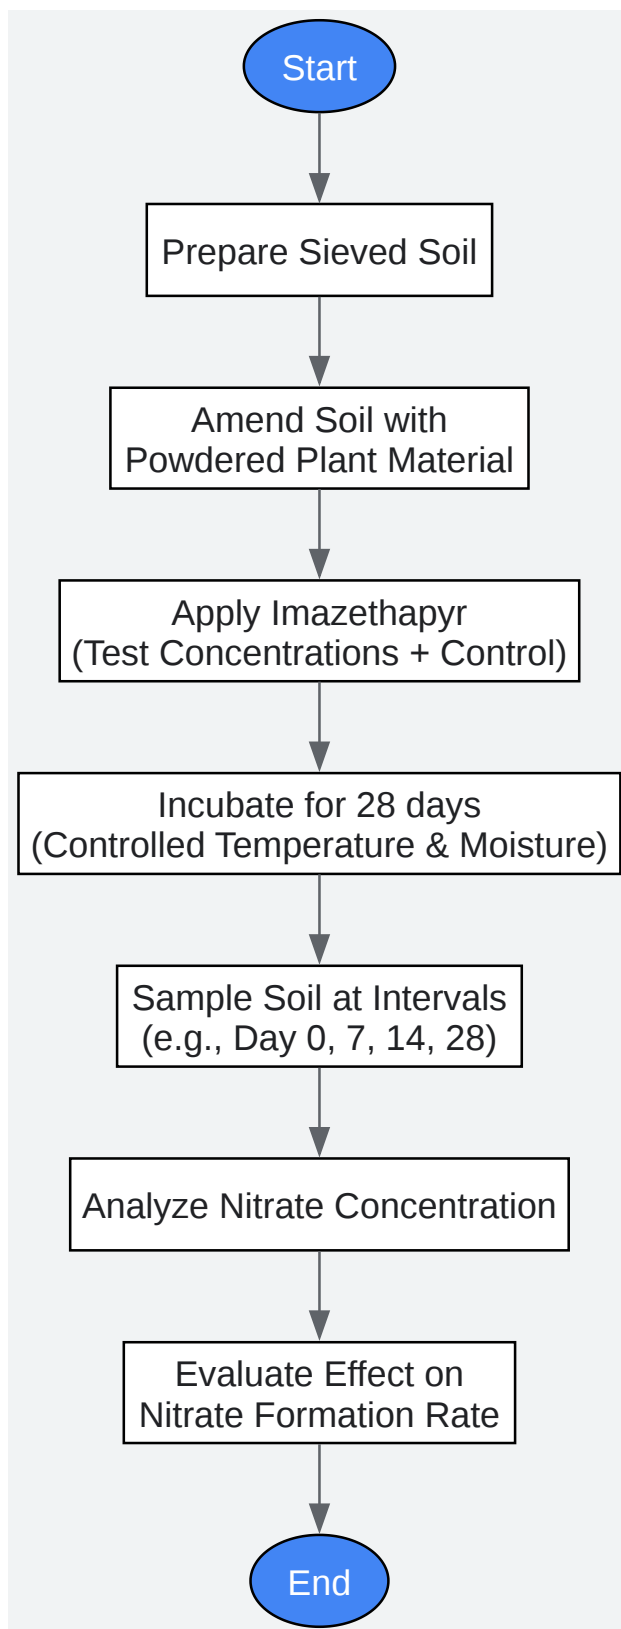 Start
Prepare Sieved Soil
Amend Soil with
Powdered Plant Material
Apply Imazethapyr
(Test Concentrations + Control)
Incubate for 28 days
(Controlled Temperature & Moisture)
Sample Soil at Intervals
(e.g., Day 0, 7, 14, 28)
Analyze Nitrate Concentration
Evaluate Effect on
Nitrate Formation Rate
End